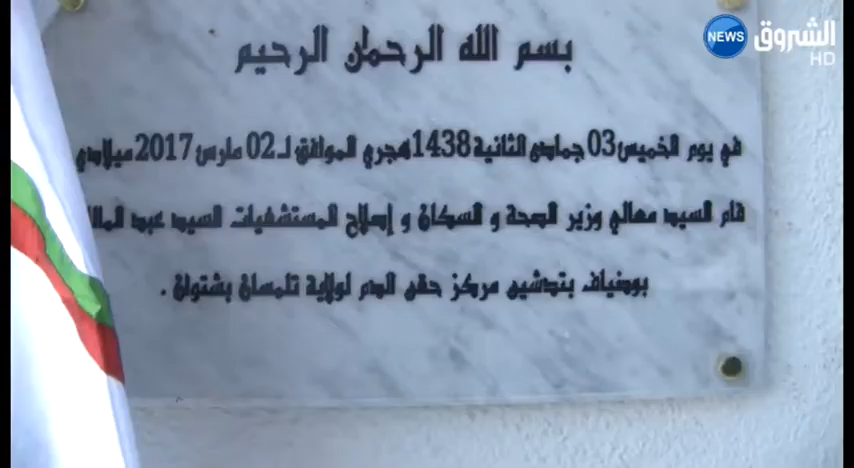 NEWS الشروق
HD
بسم الله الرحمان الرحيم
في يوم الخميس 03 جمادى الثانية 1438 هجري الموافق لـ 02 مارس 2017 ميلادي
قام السيد معالي وزير الصحة و السكان و إصلاح المستشفيات السيد عبد
بوضياف بتدشين مركز حقن الدم لولاية تلمسان بشتوان .